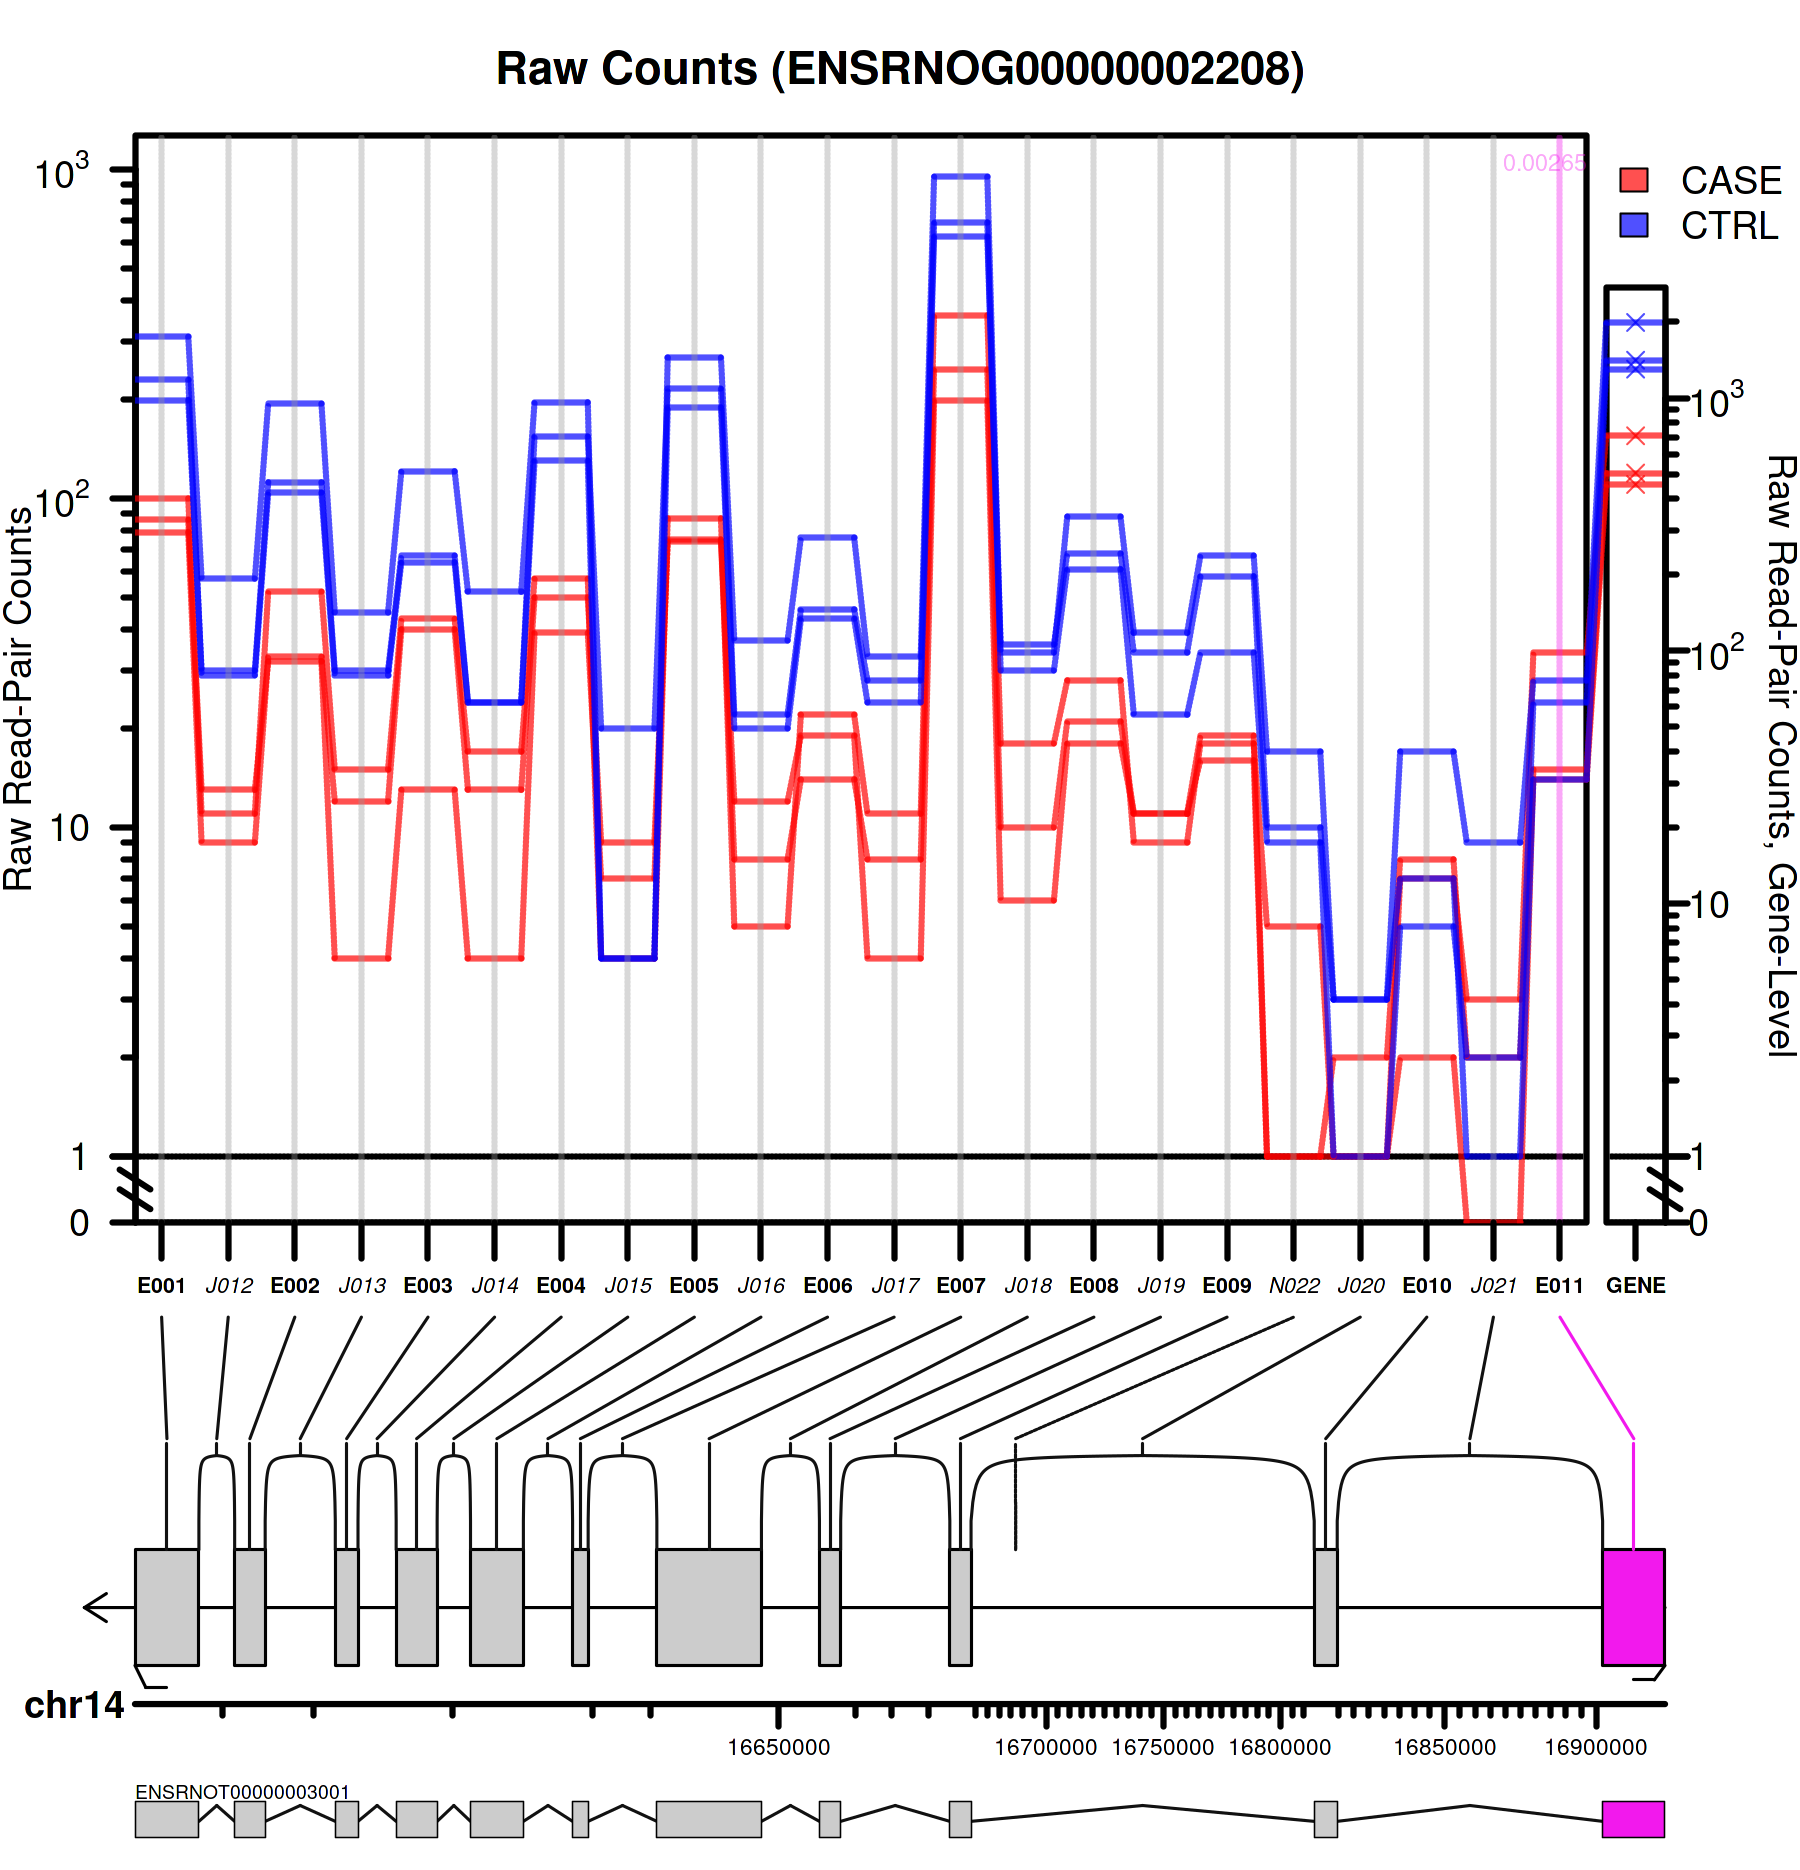 Raw Counts (ENSRNOG00000002208)
0.00265
CASE
CTRL
Raw Read-Pair Counts
10³
10²
10
1
0
10³
10²
10
1
0
Raw Read-Pair Counts, Gene-Level
E001 J012 E002 J013 E003 J014 E004 J015 E005 J016 E006 J017 E007 J018 E008 J019 E009 N022 J020 E010 J021 E011 GENE
chr14
16650000 16700000 16750000 16800000 16850000 16900000
ENSRNOT00000003001